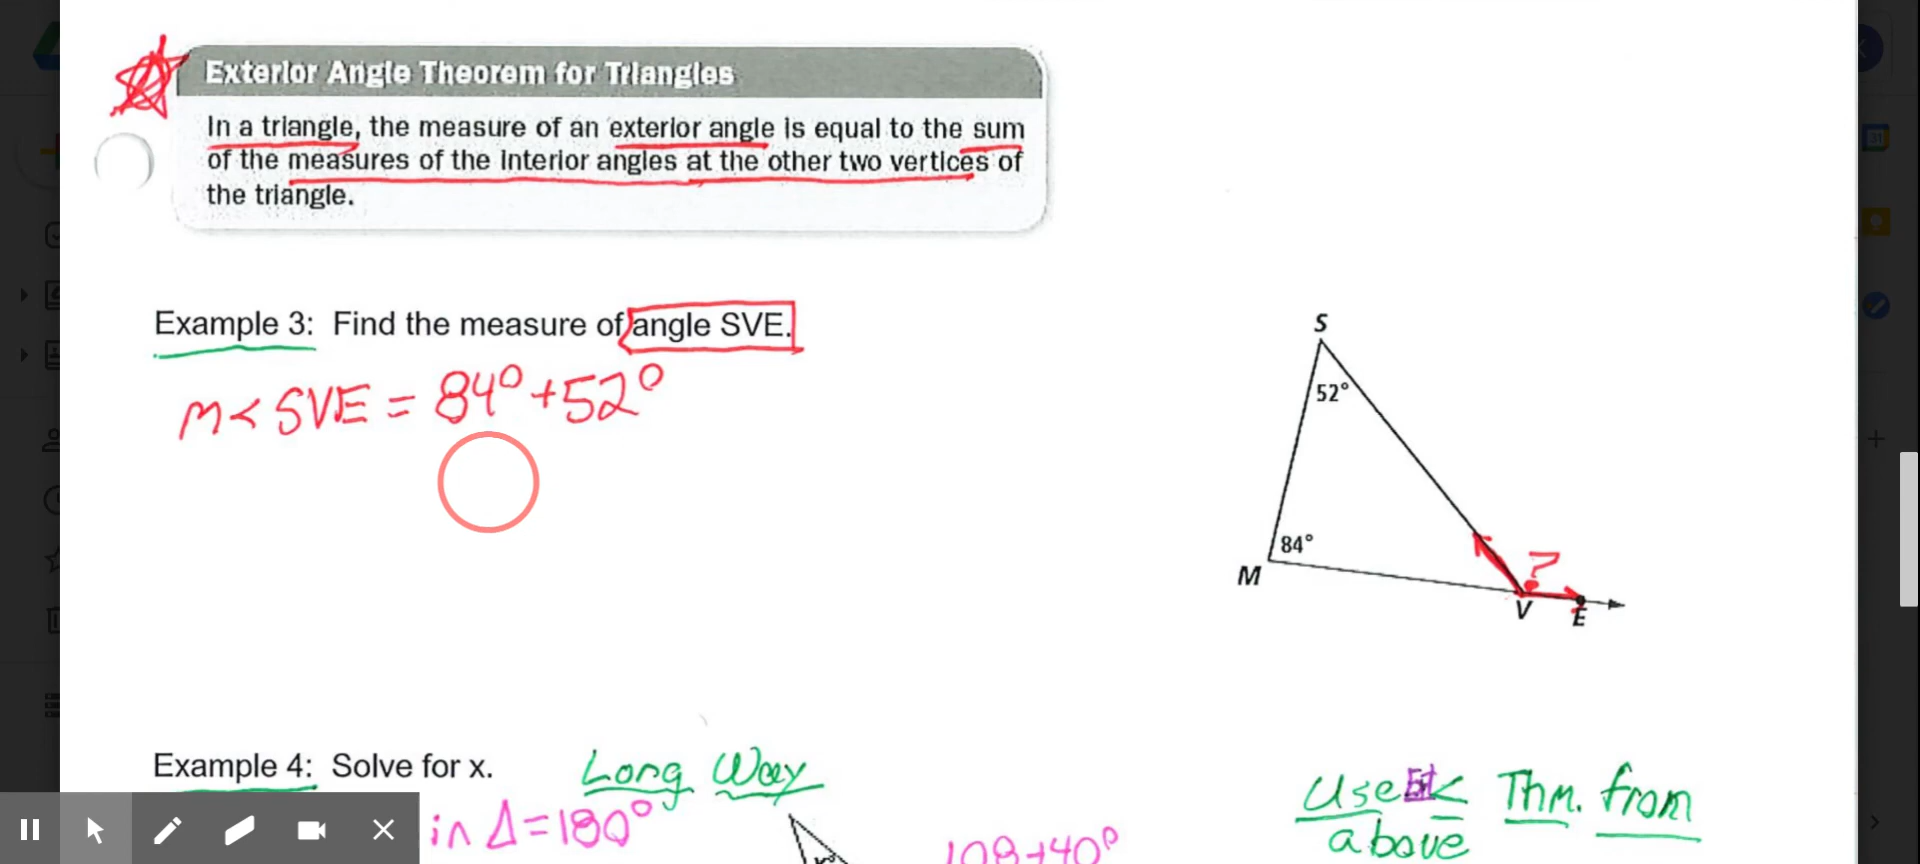 Exterior Angle Theorem for Triangles
In a triangle, the measure of an exterior angle is equal to the sum
of the measures of the interior angles at the other two vertices of
the triangle.
Example 3: Find the measure of angle SVE.
m< SVE = 84° + 52°
S
52°
84°
M
?
V
E
Example 4: Solve for x.
Long Way
in Δ = 180°
108+40°
Use Ext < Thm. from
above